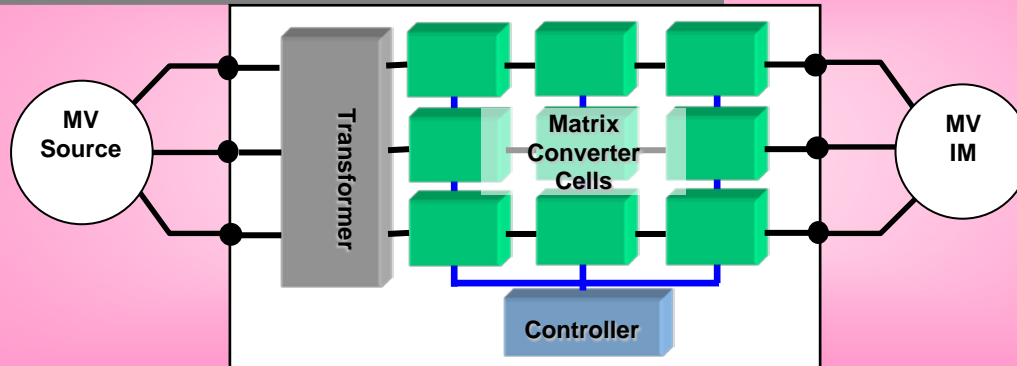 MV
Source
Transformer
Matrix
Converter
Cells
MV
IM
Controller